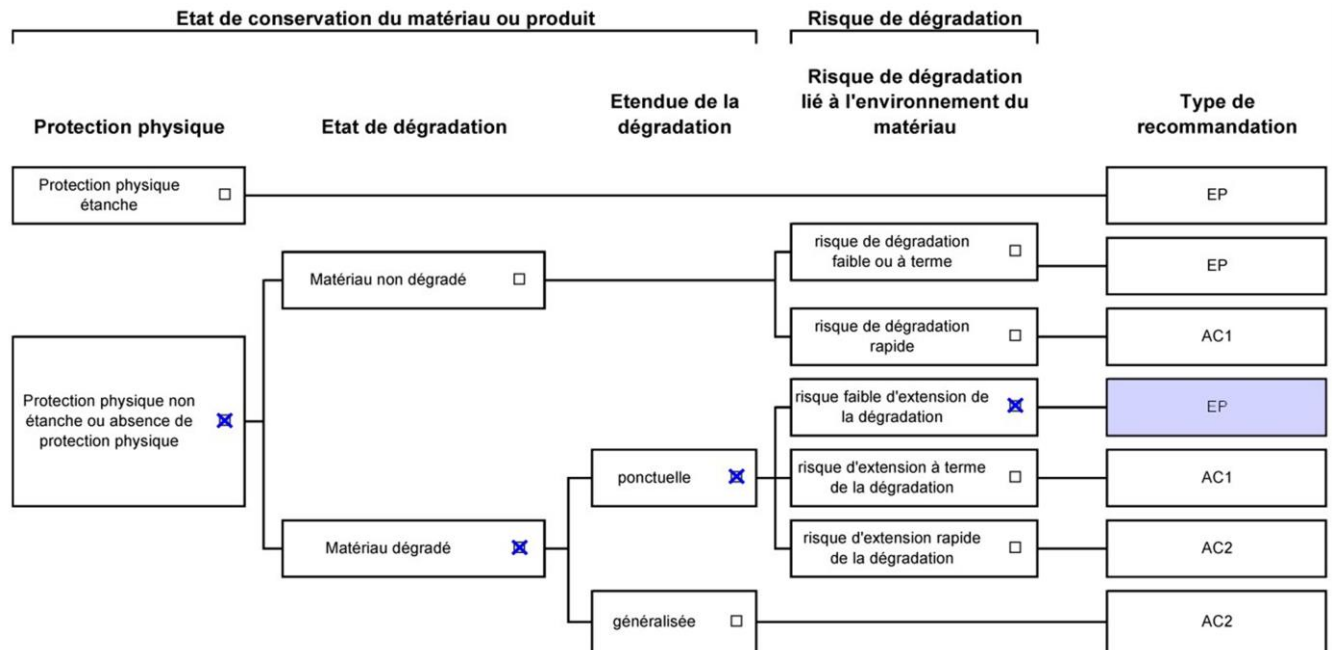 Etat de conservation du matériau ou produit
Risque de dégradation
Protection physique
Etat de dégradation
Etendue de la
dégradation
Risque de dégradation
lié à l'environnement du
matériau
Type de
recommandation
Protection physique
étanche
EP
risque de dégradation
faible ou à terme
EP
Matériau non dégradé
risque de dégradation
rapide
AC1
Protection physique non
étanche ou absence de
protection physique
risque faible d'extension de
la dégradation
EP
ponctuelle
risque d'extension à terme
de la dégradation
AC1
Matériau dégradé
risque d'extension rapide
de la dégradation
AC2
généralisée
AC2